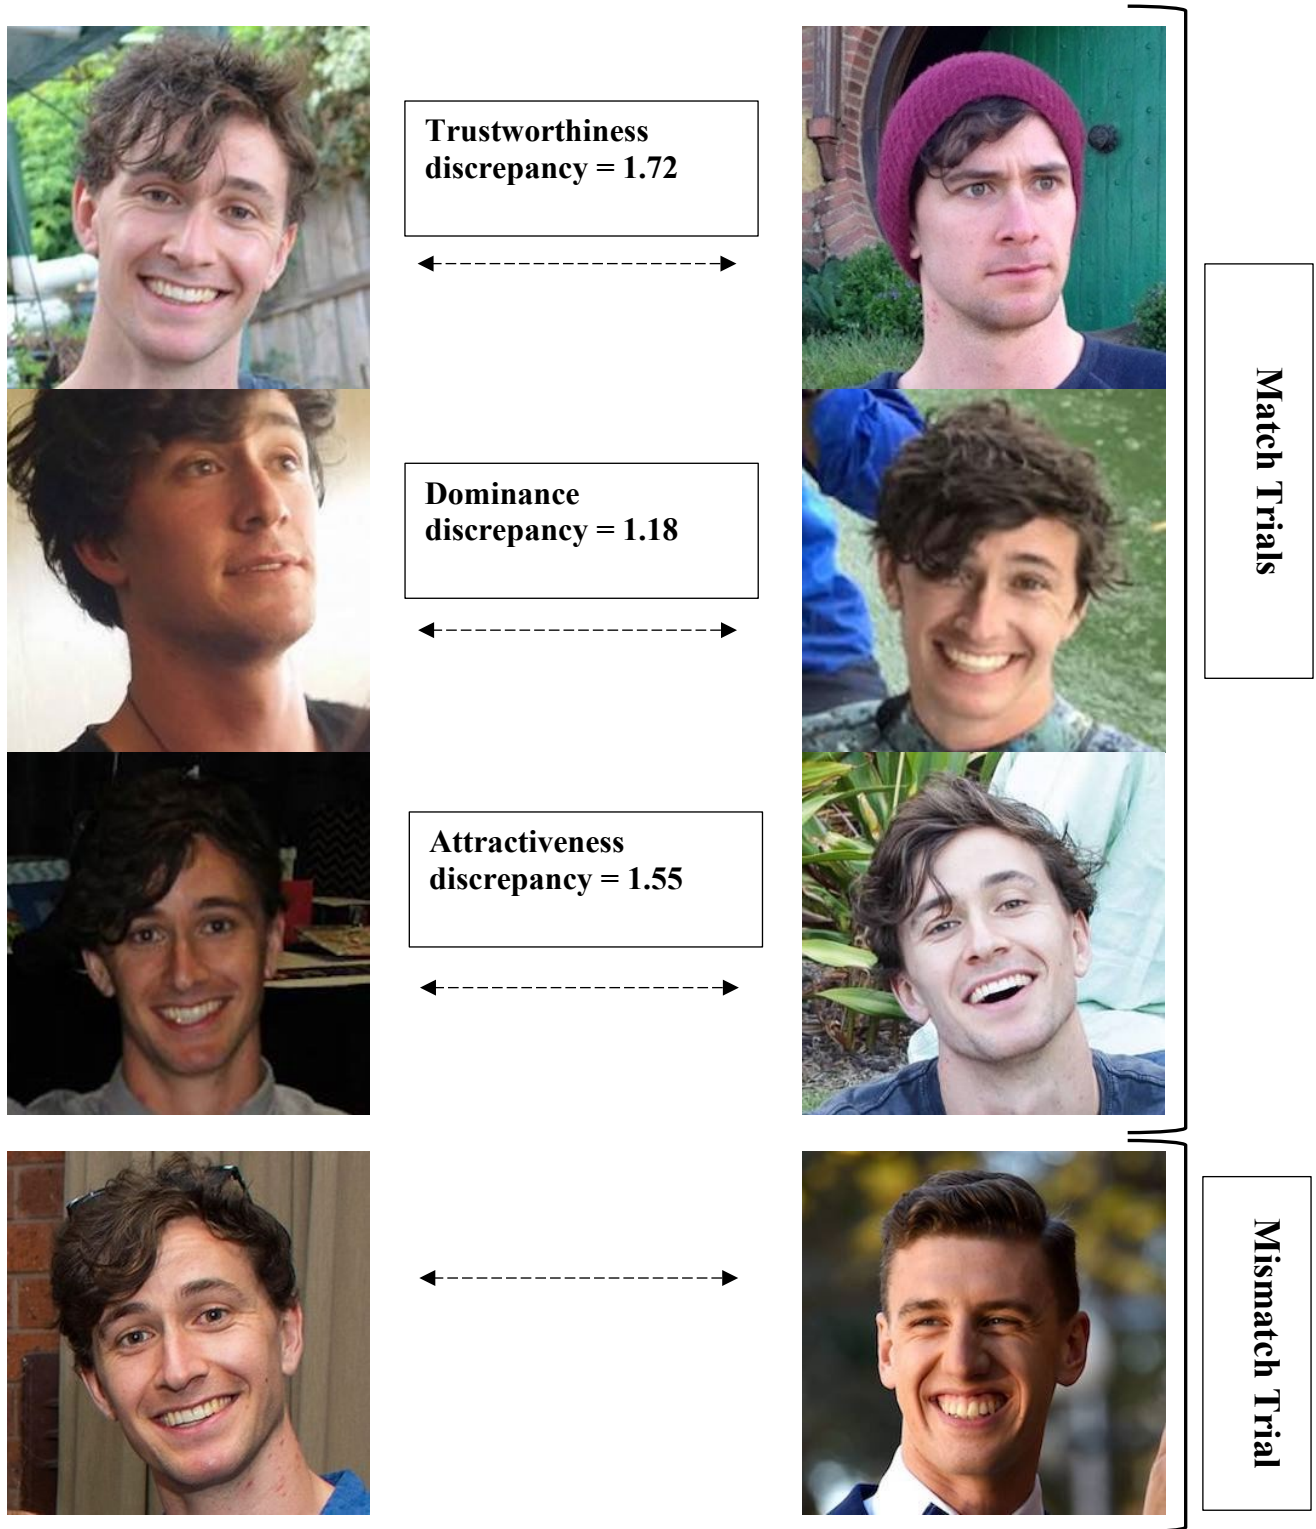 Trustworthiness
discrepancy = 1.72
Dominance
discrepancy = 1.18
Match Trials
Attractiveness
discrepancy = 1.55
Mismatch Trial